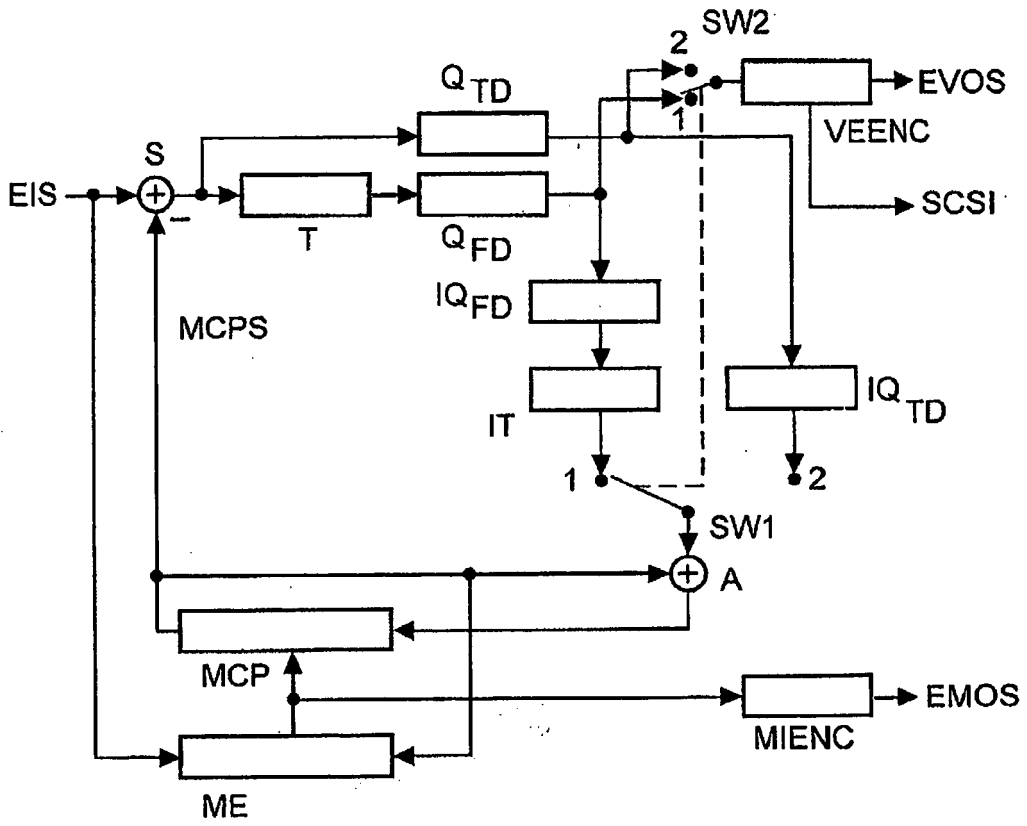 SW2
2
Q TD
EVOS
1
VEENC
S
EIS
SCSI
T
Q FD
IQ FD
MCPS
IQ TD
IT
1
2
SW1
A
MCP
EMOS
MIENC
ME